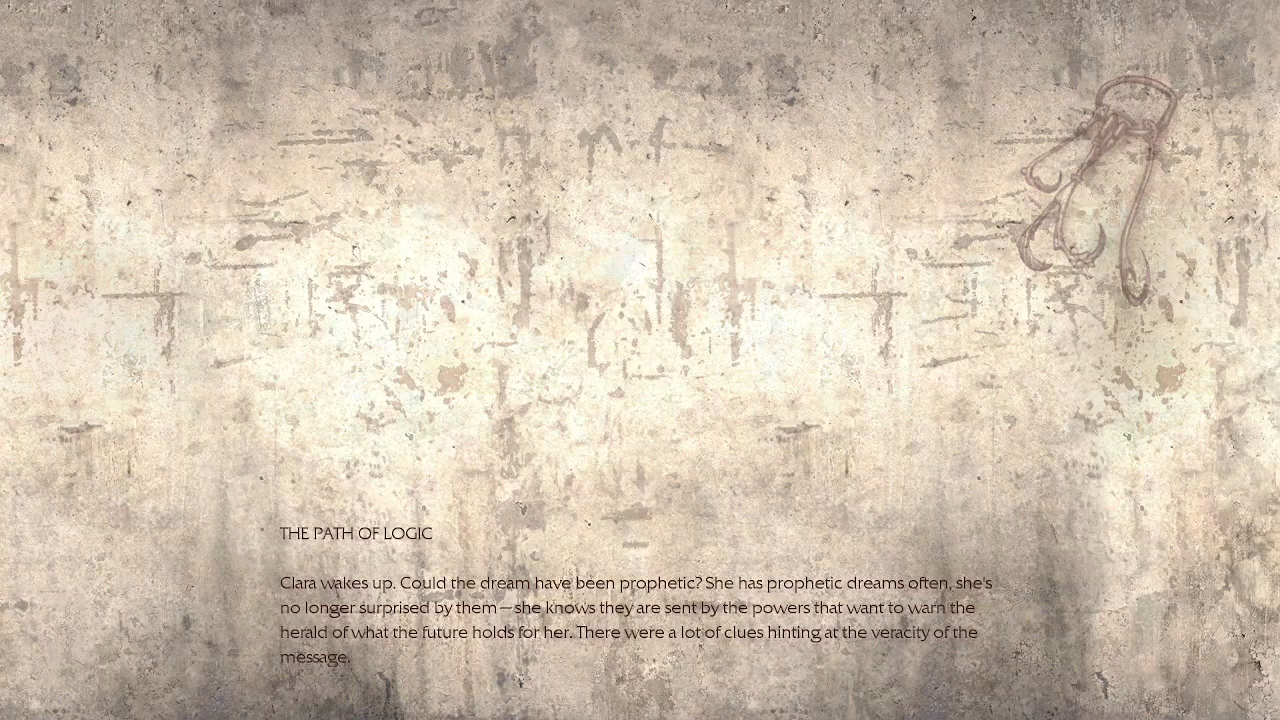 THE PATH OF LOGIC
Clara wakes up. Could the dream have been prophetic? She has prophetic dreams often, she's
no longer surprised by them — she knows they are sent by the powers that want to warn the
herald of what the future holds for her. There were a lot of clues hinting at the veracity of the
message.